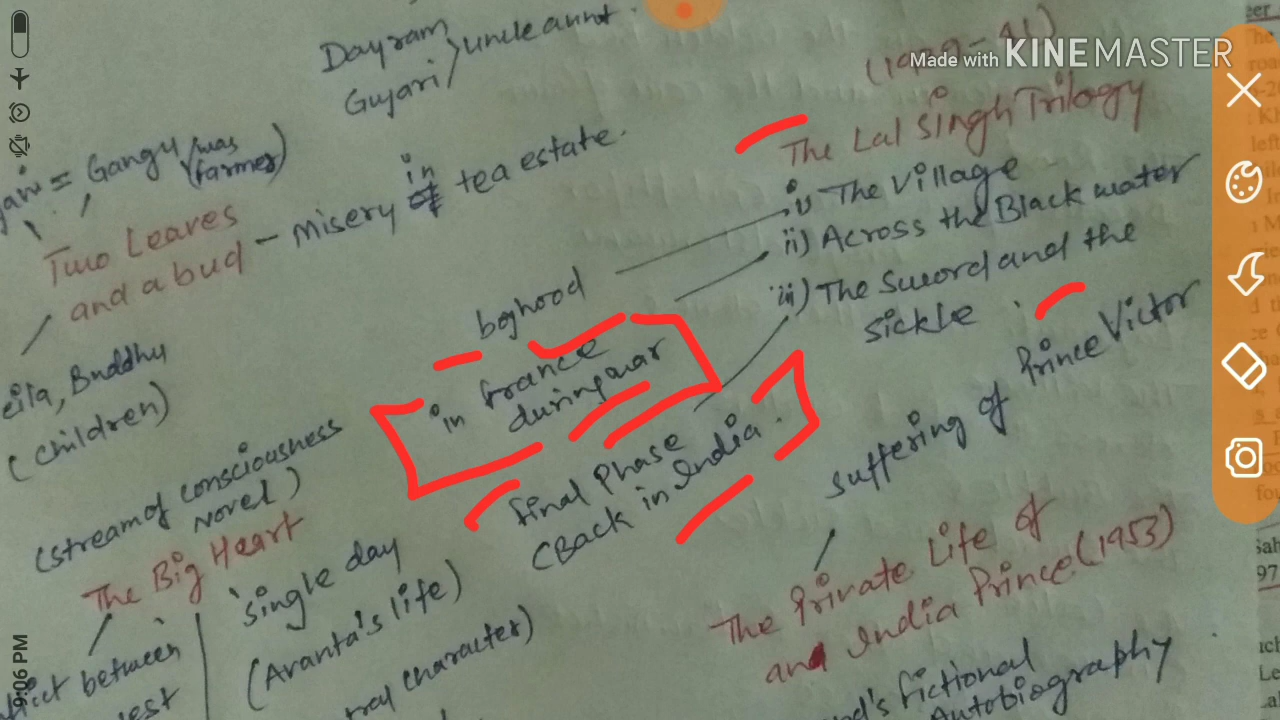 Made with KINEMASTER
9:06 PM
Dayram
Gujari
uncle aunt.
= Gangu (was farmer)
Two Leaves
and a bud - misery in tea estate.
Buddhu
(children)
(stream of consciousness
novel)
The Big Heart
single day
(Ananta's life)
character)
between
The Lal Singh Trilogy
i) The Village
ii) Across the Black water
iii) The Sword and the
Sickle
boyhood
in france
during war
final Phase
(Back in India.
Prince Victor
suffering of
The Private Life of
and India Prince (1953)
fictional
Autobiography
97